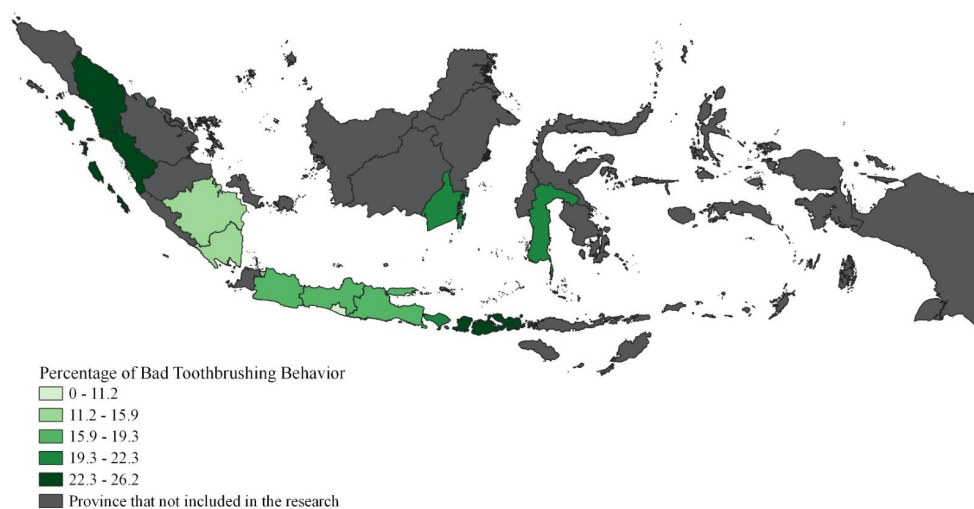 Percentage of Bad Toothbrushing Behavior
0 - 11.2
11.2 - 15.9
15.9 - 19.3
19.3 - 22.3
22.3 - 26.2
Province that not included in the research